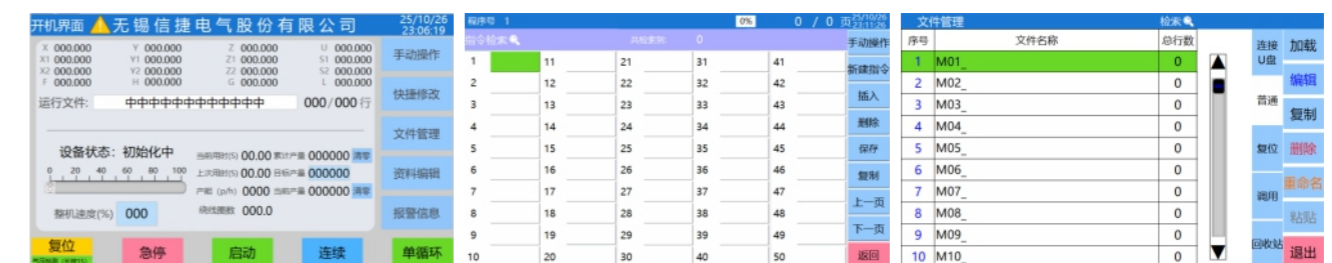 开机界面 无锡信捷电气股份有限公司 25/10/26 23:06:19
X 000.000 Y 000.000 Z 000.000 U 000.000
X1 000.000 Y1 000.000 Z1 000.000 S1 000.000
X2 000.000 Y2 000.000 Z2 000.000 S2 000.000
F 000.000 H 000.000 G 000.000 L 000.000
运行文件: 中中中中中中中中中中中中 000/000 行
设备状态: 初始化中
0 20 40 60 80 100
整机速度(%) 000
当前用时(S) 00.00 累计产量 000000 清零
上次用时(S) 00.00 目标产量 000000
产能 (p/h) 0000 当前产量 000000 清零
绕线圈数 000.0
手动操作
快捷修改
文件管理
资料编辑
报警信息
复位
急停
启动
连续
单循环
程序号 1 0% 0 / 0 页 25/10/26 23:11:26
指令检索 共检索到: 0
1 11 21 31 41
2 12 22 32 42
3 13 23 33 43
4 14 24 34 44
5 15 25 35 45
6 16 26 36 46
7 17 27 37 47
8 18 28 38 48
9 19 29 39 49
10 20 30 40 50
手动操作
新建指令
插入
删除
保存
复制
上一页
下一页
返回
文件管理 检索
序号 文件名称 总行数
1 M01_ 0
2 M02_ 0
3 M03_ 0
4 M04_ 0
5 M05_ 0
6 M06_ 0
7 M07_ 0
8 M08_ 0
9 M09_ 0
10 M10_ 0
连接
U盘
普通
复位
调用
回收站
加载
编辑
复制
删除
重命名
粘贴
退出